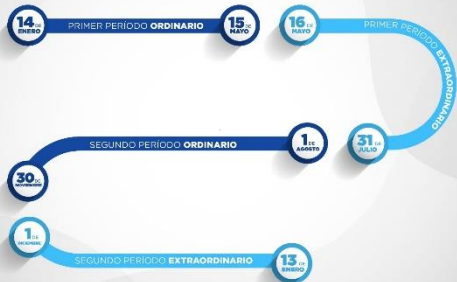 14 DE ENERO
PRIMER PERÍODO ORDINARIO
15 DE MAYO
16 DE MAYO
PRIMER PERÍODO EXTRAORDINARIO
31 DE JULIO
1 DE AGOSTO
SEGUNDO PERÍODO ORDINARIO
30 DE NOVIEMBRE
1 DE DICIEMBRE
SEGUNDO PERÍODO EXTRAORDINARIO
13 DE ENERO